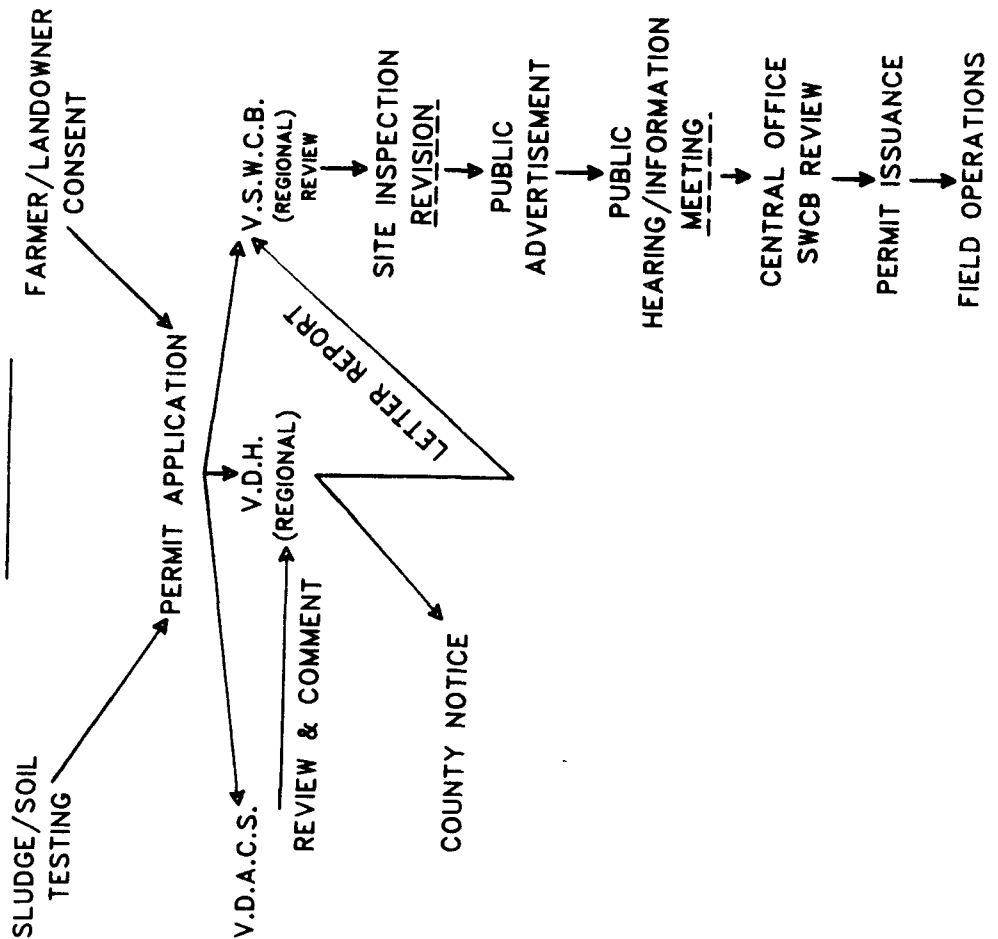 SLUDGE/SOIL
TESTING
FARMER/LANDOWNER
CONSENT
PERMIT APPLICATION
V.D.A.C.S.
V.D.H.
(REGIONAL)
V.S.W.C.B.
(REGIONAL)
REVIEW
REVIEW & COMMENT
LETTER REPORT
COUNTY NOTICE
SITE INSPECTION
REVISION
PUBLIC
ADVERTISEMENT
PUBLIC
HEARING/INFORMATION
MEETING
CENTRAL OFFICE
SWCB REVIEW
PERMIT ISSUANCE
FIELD OPERATIONS